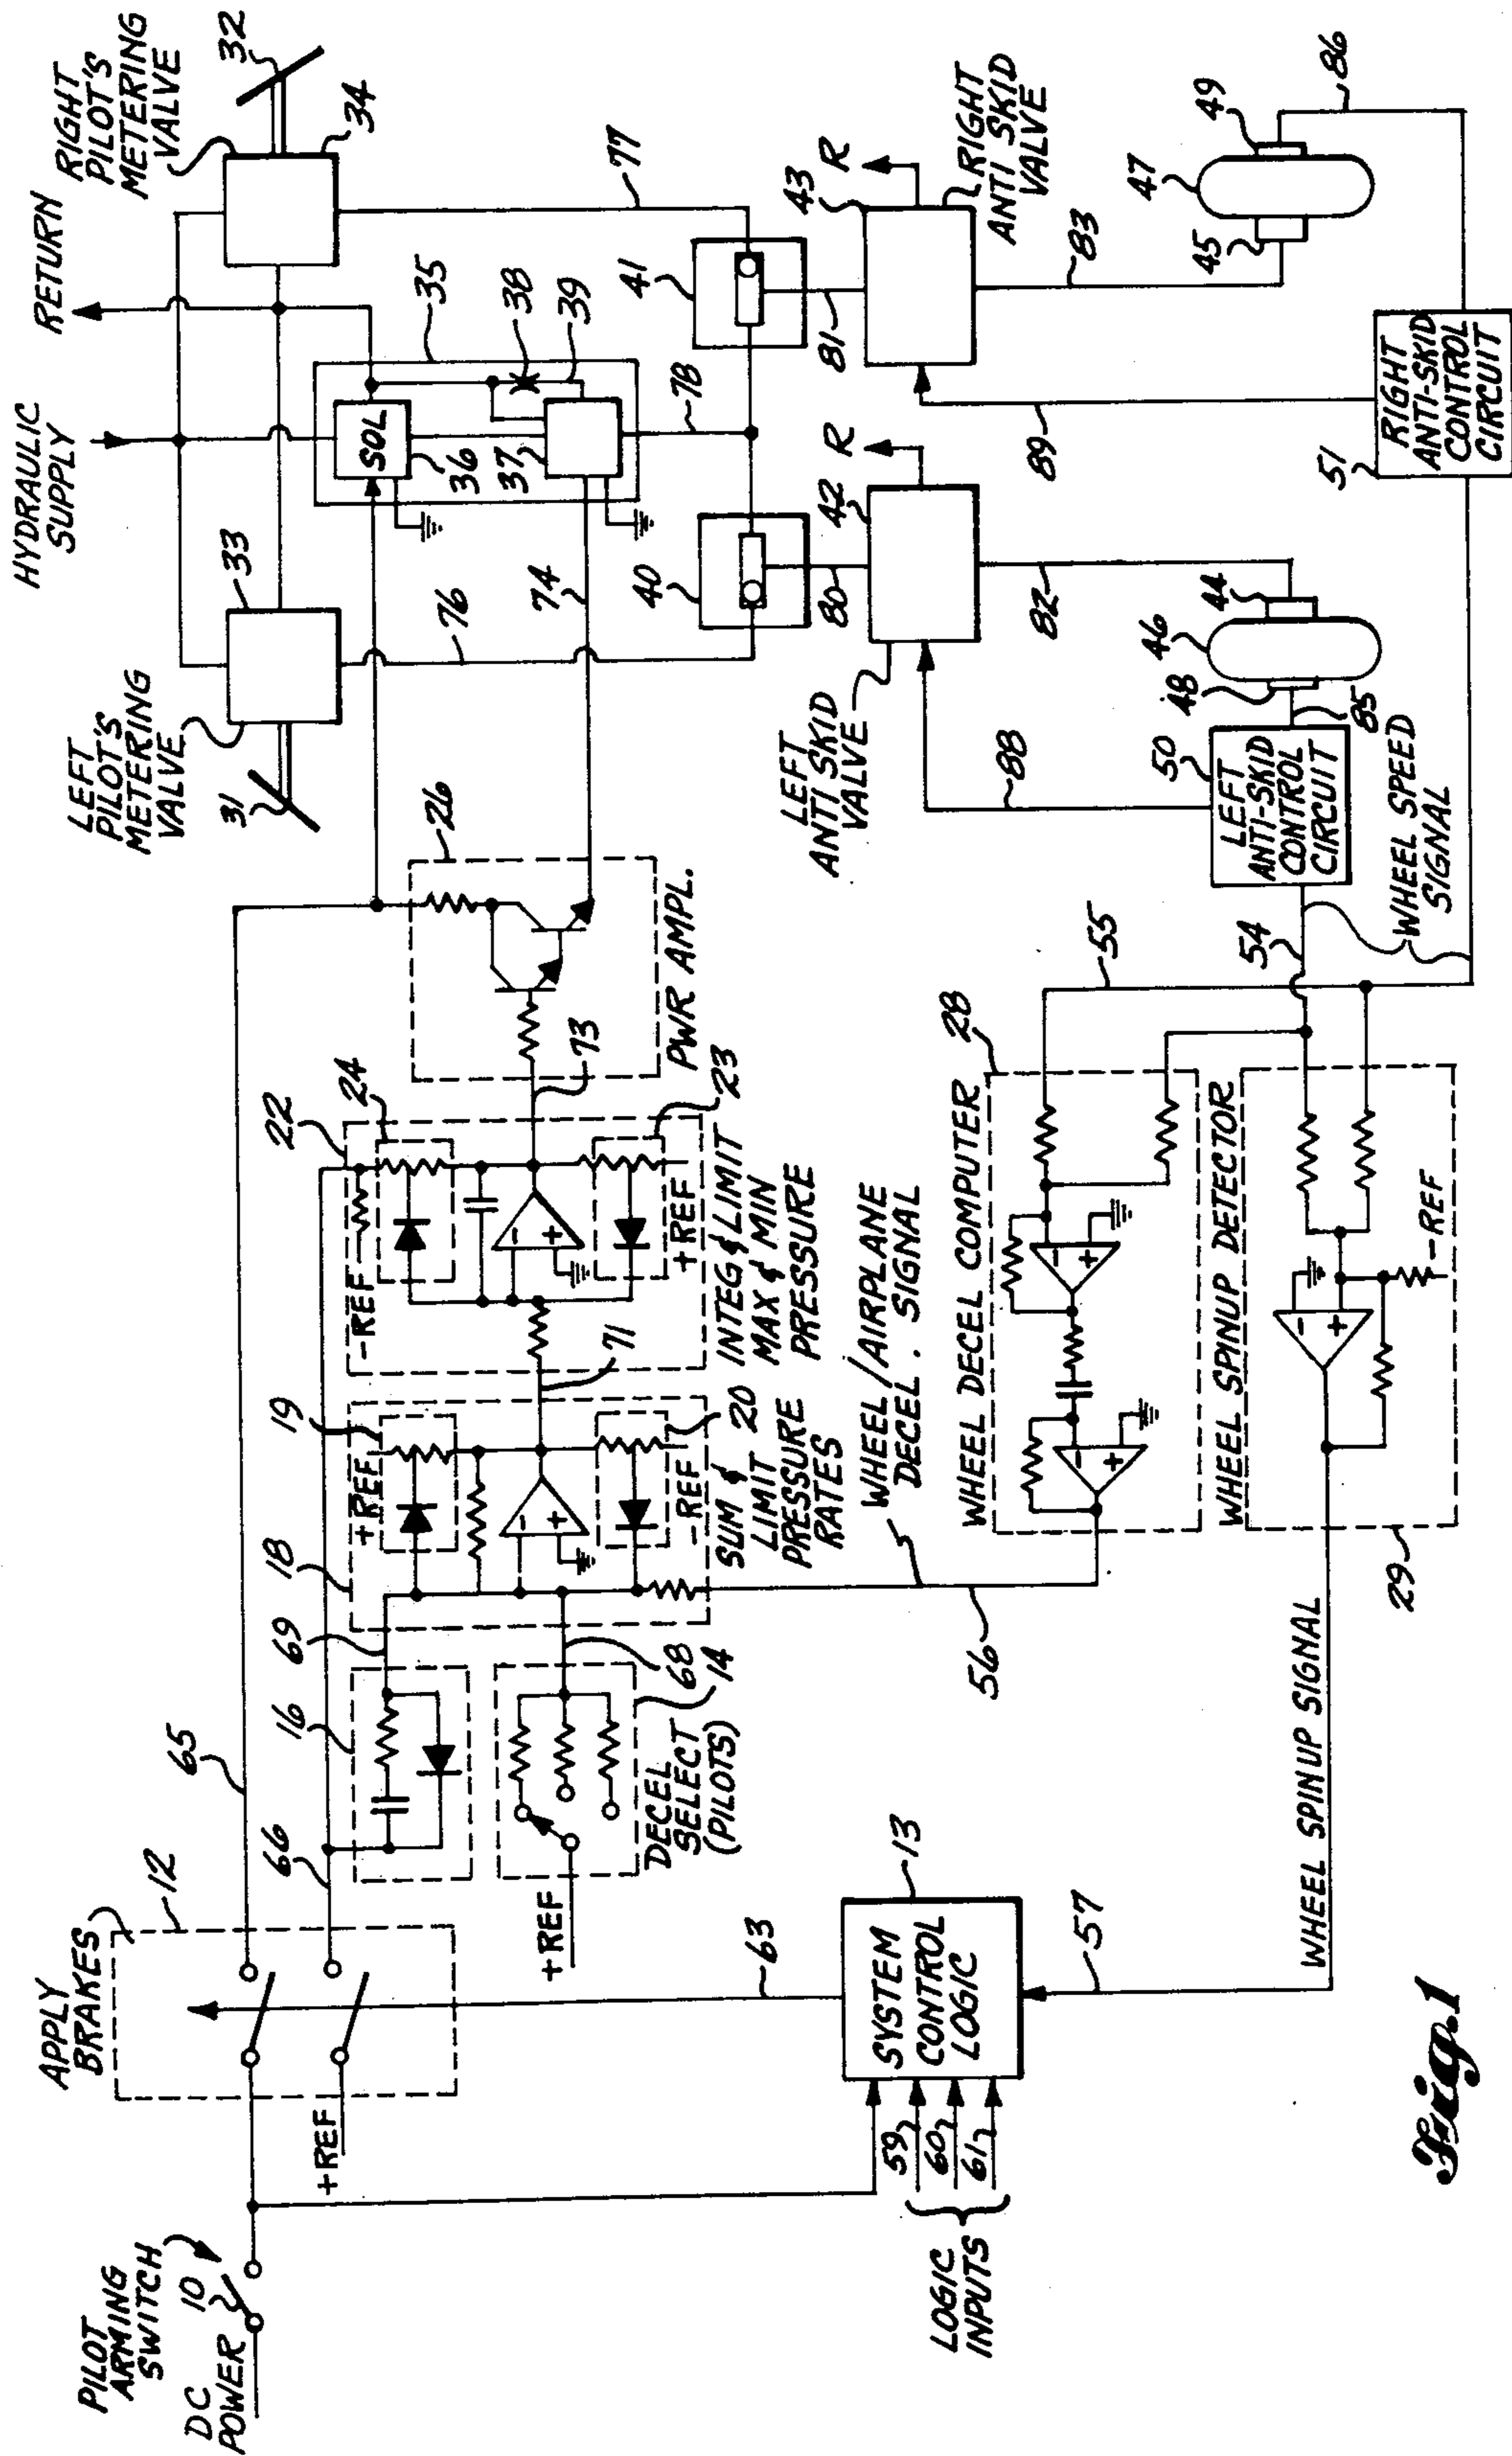 PILOT
ARMING
SWITCH
10
DC
POWER
APPLY
BRAKES
12
+REF
65
66
16
69
18
19
+REF
22
24
-REF
68
14
DECEL
SELECT
(PILOTS)
+REF
-REF
20
SUM &
LIMIT
PRESSURE
RATES
71
+REF
23
INTEG & LIMIT
MAX & MIN
PRESSURE
73
26
PWR AMPL.
LEFT
PILOT'S
METERING
VALVE
31
33
HYDRAULIC
SUPPLY
RETURN
RIGHT
PILOT'S
METERING
VALVE
32
34
35
SOL
36
37
38
39
74
76
77
78
40
41
80
81
42
43
R
R
LEFT
ANTI SKID
VALVE
RIGHT
ANTI SKID
VALVE
82
83
88
89
44
45
46
47
48
49
85
86
50
LEFT
ANTI-SKID
CONTROL
CIRCUIT
51
RIGHT
ANTI-SKID
CONTROL
CIRCUIT
WHEEL SPEED
SIGNAL
54
55
28
WHEEL DECEL COMPUTER
WHEEL/AIRPLANE
DECEL. SIGNAL
56
WHEEL SPINUP DETECTOR
-REF
29
WHEEL SPINUP SIGNAL
57
13
SYSTEM
CONTROL
LOGIC
63
59
60
61
LOGIC
INPUTS
Fig.1